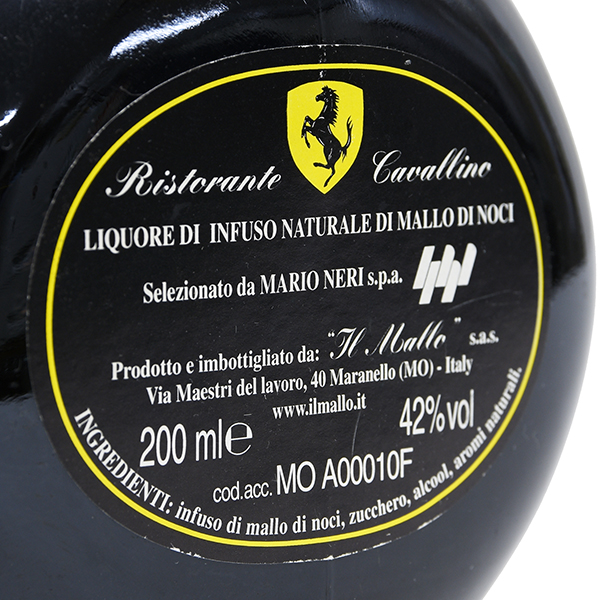 Ristorante Cavallino
LIQUORE DI INFUSO NATURALE DI MALLO DI NOCI
Selezionato da MARIO NERI s.p.a.
Prodotto e imbottigliato da: "Il Mallo" s.a.s.
Via Maestri del lavoro, 40 Maranello (MO) - Italy
www.ilmallo.it
200 ml e 42% vol
cod.acc. MO A00010F
INGREDIENTI: infuso di mallo di noci, zucchero, alcool, aromi naturali.